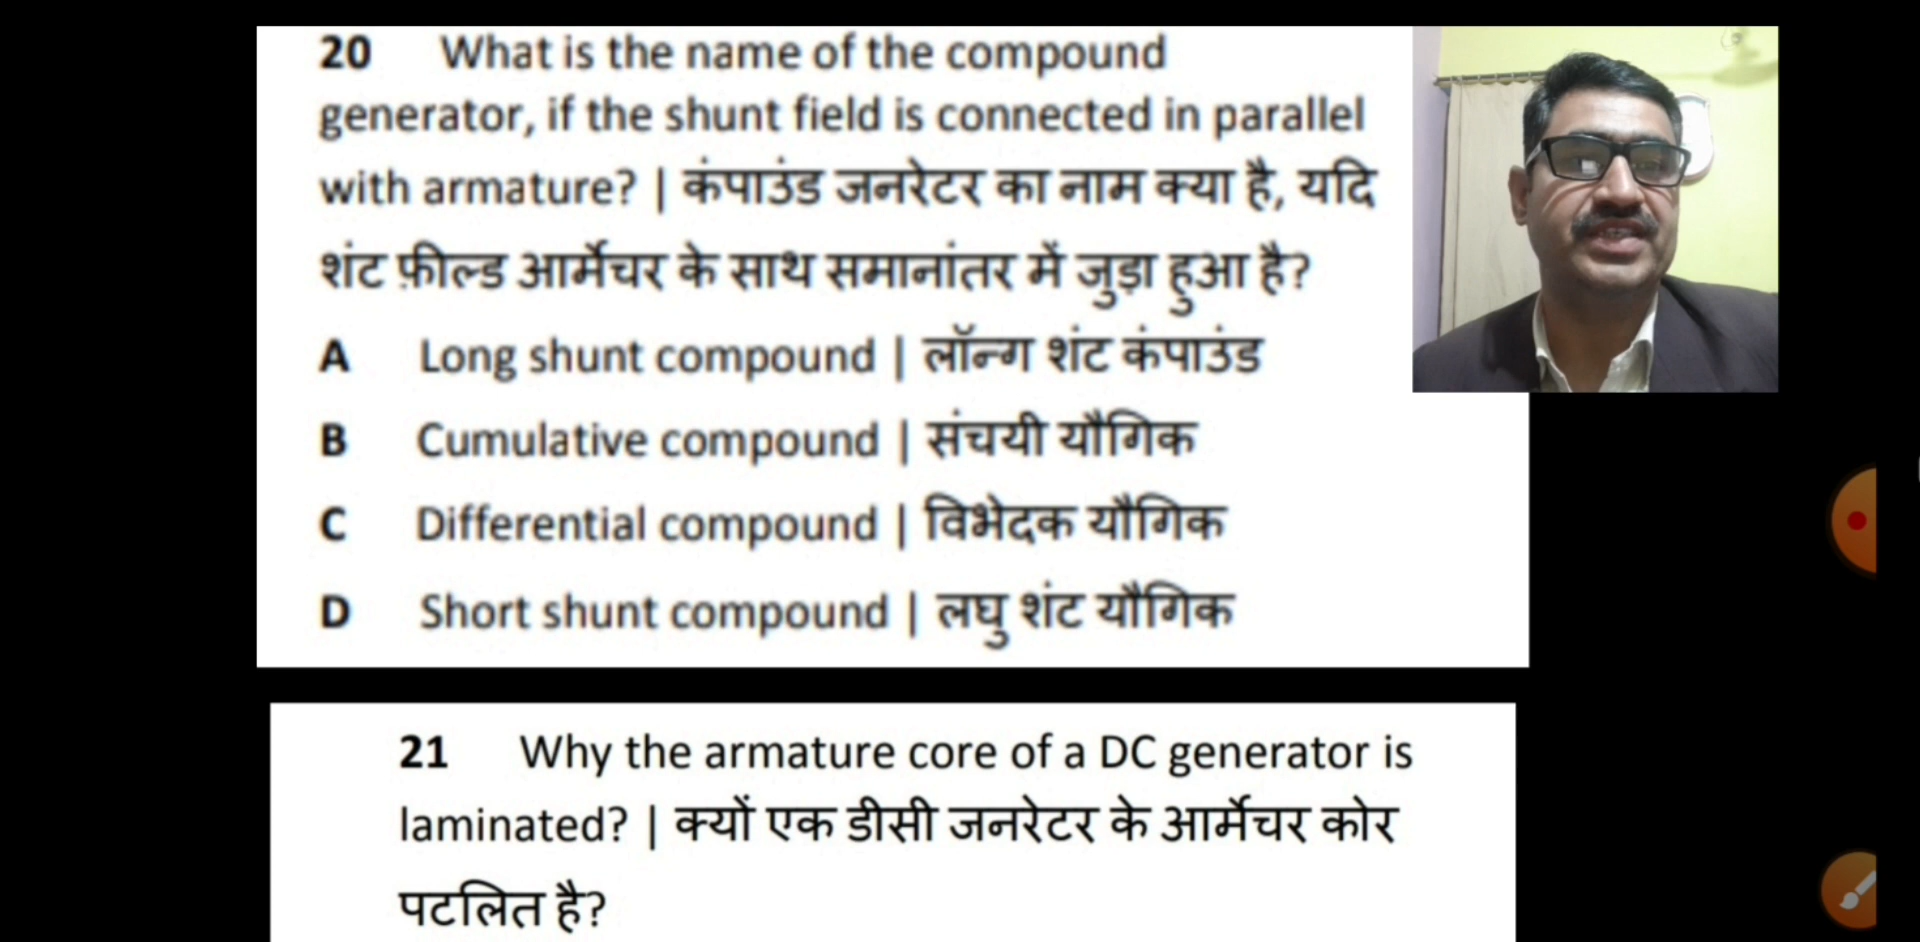 20 What is the name of the compound
generator, if the shunt field is connected in parallel
with armature? | कंपाउंड जनरेटर का नाम क्या है, यदि
शंट फ़ील्ड आर्मेचर के साथ समानांतर में जुड़ा हुआ है?
A Long shunt compound | लॉन्ग शंट कंपाउंड
B Cumulative compound | संचयी यौगिक
C Differential compound | विभेदक यौगिक
D Short shunt compound | लघु शंट यौगिक
21 Why the armature core of a DC generator is
laminated? | क्यों एक डीसी जनरेटर के आर्मेचर कोर
पटलित है?